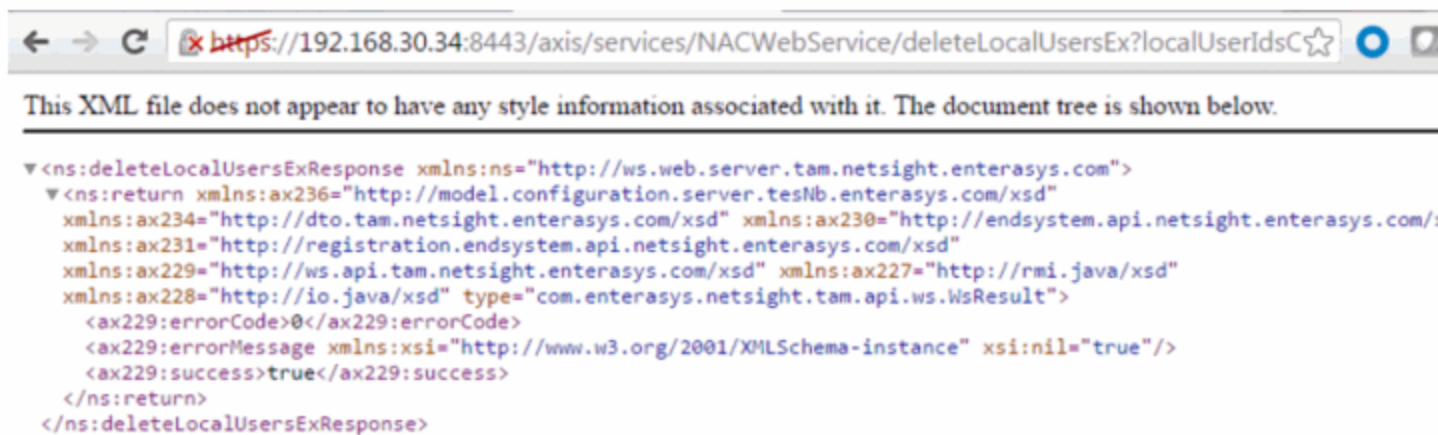 https://192.168.30.34:8443/axis/services/NACWebService/deleteLocalUsersEx?localUserIdsC
This XML file does not appear to have any style information associated with it. The document tree is shown below.
▼<ns:deleteLocalUsersExResponse xmlns:ns="http://ws.web.server.tam.netsight.enterasys.com">
▼<ns:return xmlns:ax236="http://model.configuration.server.tesNb.enterasys.com/xsd"
xmlns:ax234="http://dto.tam.netsight.enterasys.com/xsd" xmlns:ax230="http://endsystem.api.netsight.enterasys.com/
xmlns:ax231="http://registration.endsystem.api.netsight.enterasys.com/xsd"
xmlns:ax229="http://ws.api.tam.netsight.enterasys.com/xsd" xmlns:ax227="http://rmi.java/xsd"
xmlns:ax228="http://io.java/xsd" type="com.enterasys.netsight.tam.api.ws.WsResult">
<ax229:errorCode>0</ax229:errorCode>
<ax229:errorMessage xmlns:xsi="http://www.w3.org/2001/XMLSchema-instance" xsi:nil="true"/>
<ax229:success>true</ax229:success>
</ns:return>
</ns:deleteLocalUsersExResponse>